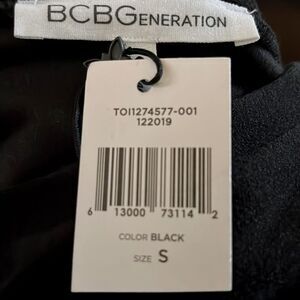 BCBGENERATION
TOI1274577-001
122019
6 13000 73114 2
COLOR BLACK
SIZE S